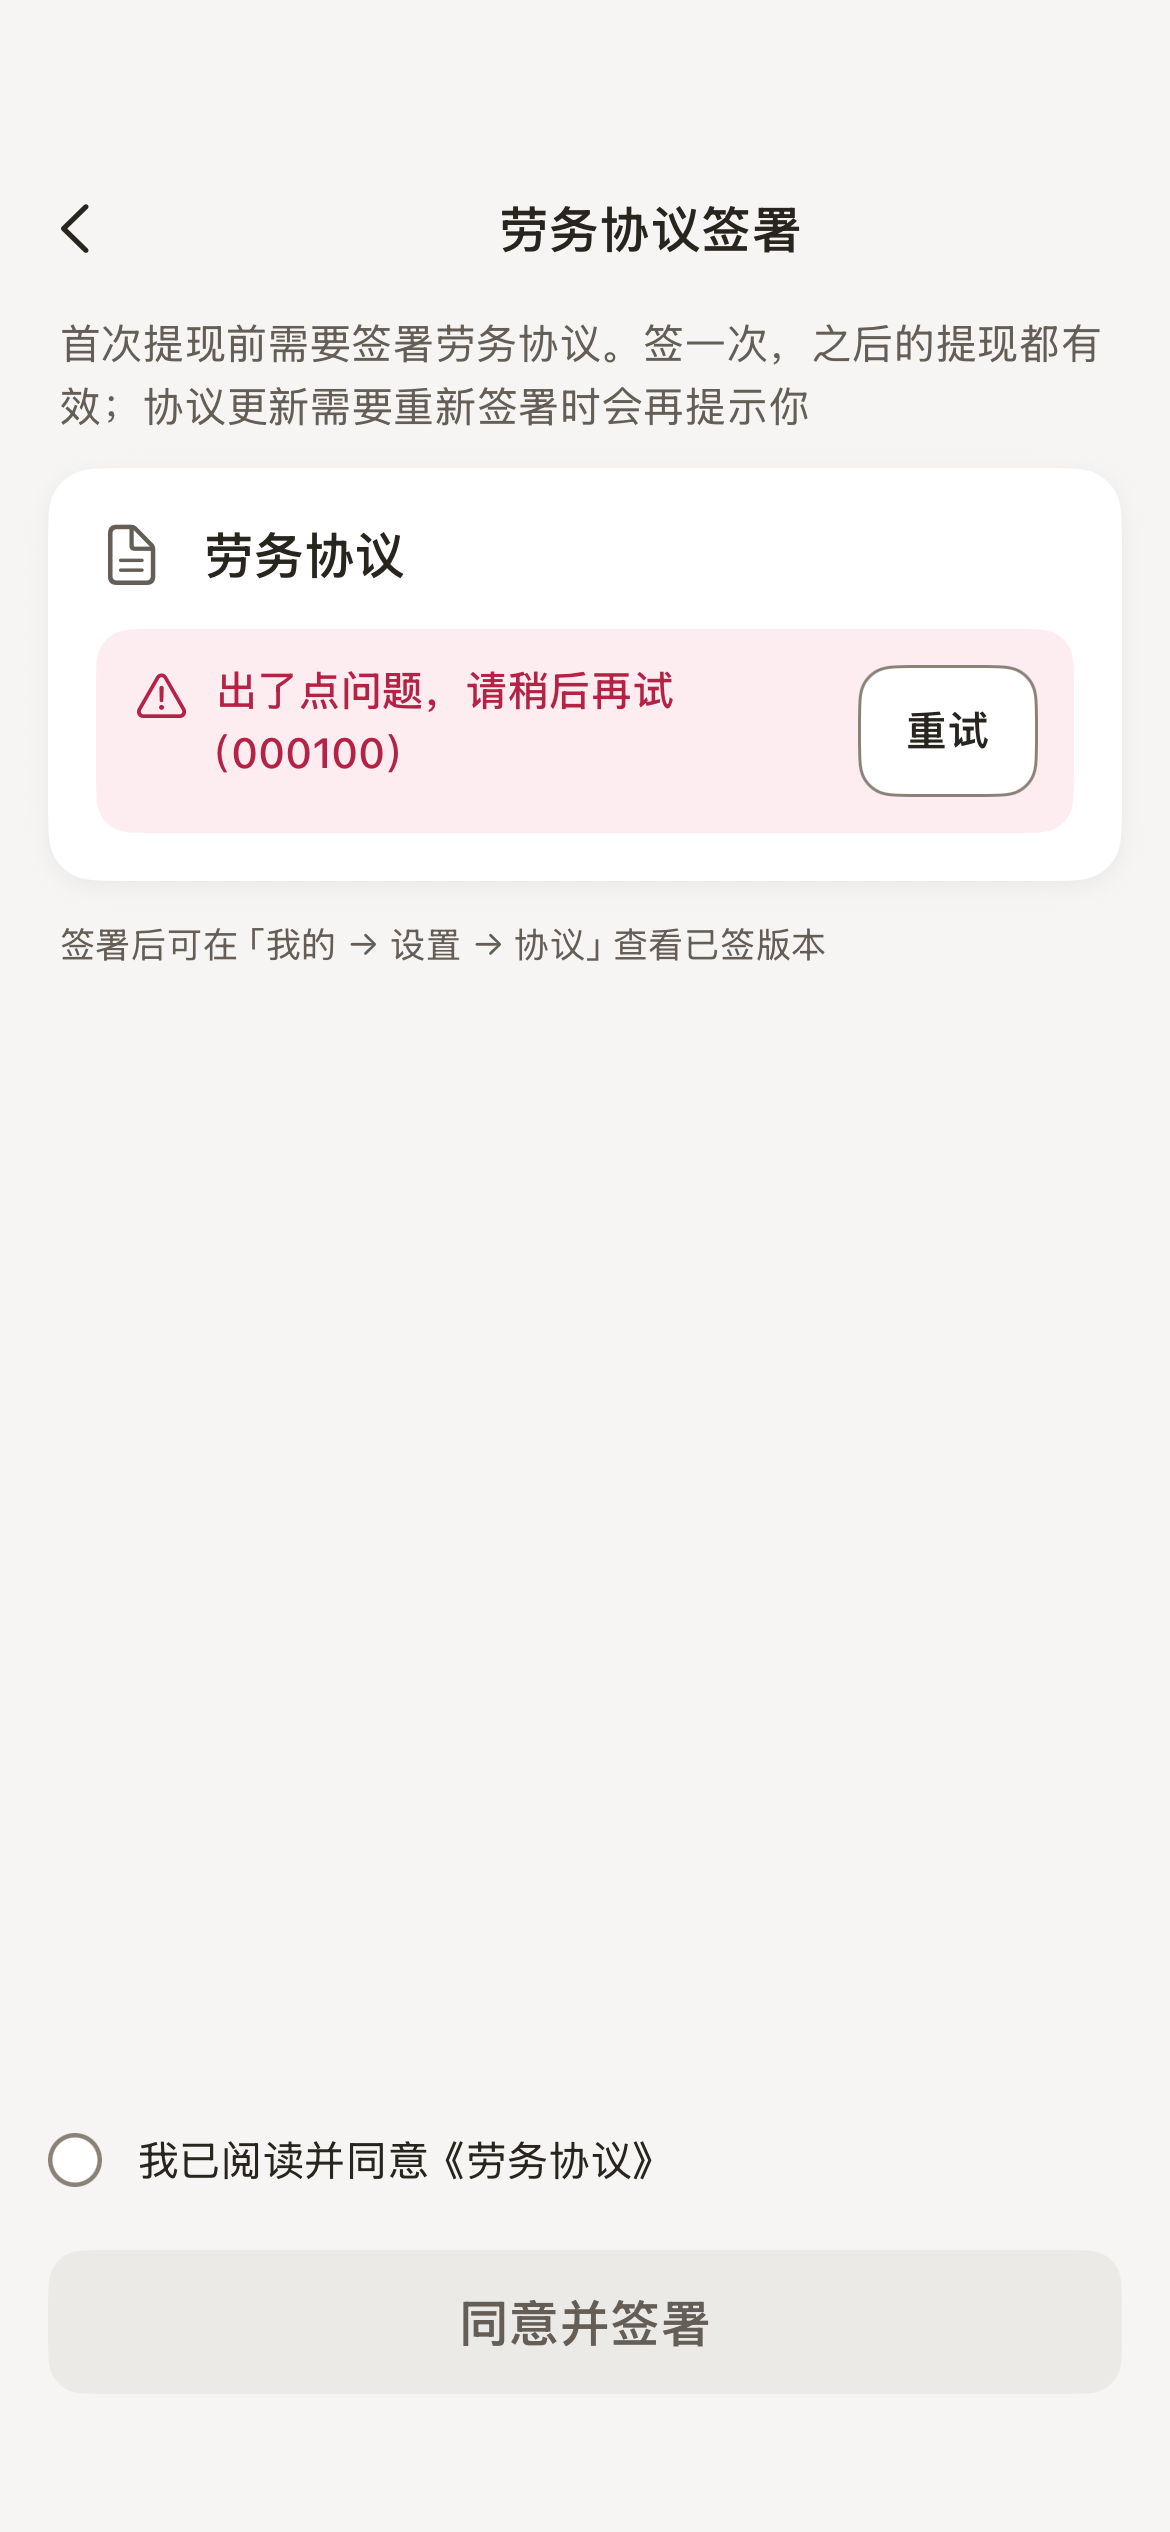 劳务协议签署
首次提现前需要签署劳务协议。签一次，之后的提现都有
效；协议更新需要重新签署时会再提示你
劳务协议
出了点问题，请稍后再试
(000100)
重试
签署后可在「我的 → 设置 → 协议」查看已签版本
我已阅读并同意《劳务协议》
同意并签署